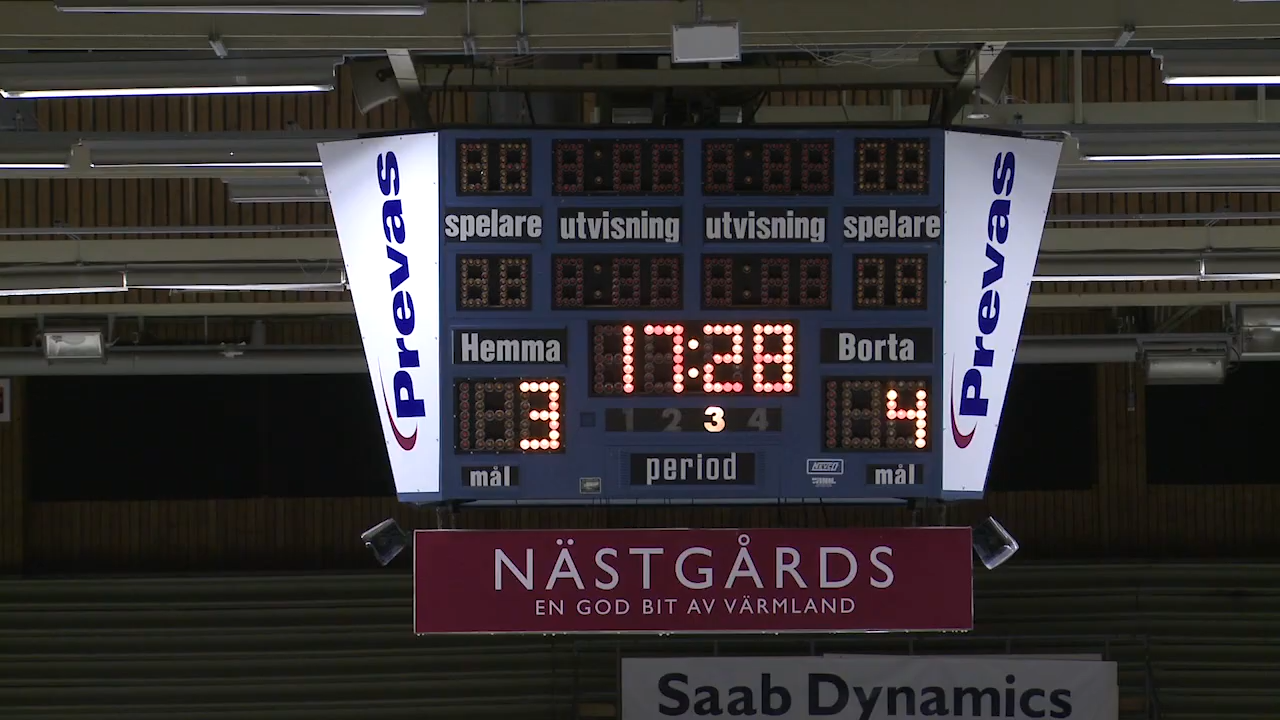 Prevas
Prevas
spelare utvisning utvisning spelare
17:28
Hemma Borta
3 4
1 2 3 4
mål period mål
NEVCO
NÄSTGÅRDS
EN GOD BIT AV VÄRMLAND
Saab Dynamics